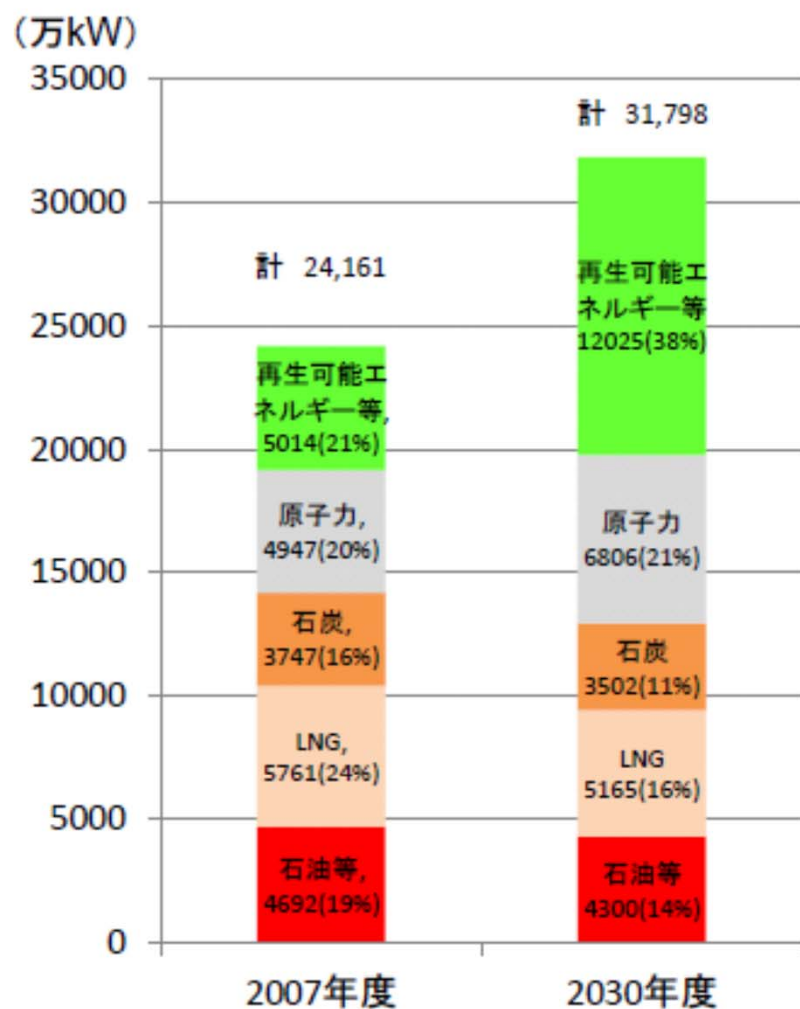 (万kW)
35000
30000
25000
20000
15000
10000
5000
0
計 24,161
再生可能エ
ネルギー等,
5014(21%)
原子力,
4947(20%)
石炭,
3747(16%)
LNG,
5761(24%)
石油等,
4692(19%)
2007年度
計 31,798
再生可能エ
ネルギー等
12025(38%)
原子力
6806(21%)
石炭
3502(11%)
LNG
5165(16%)
石油等
4300(14%)
2030年度